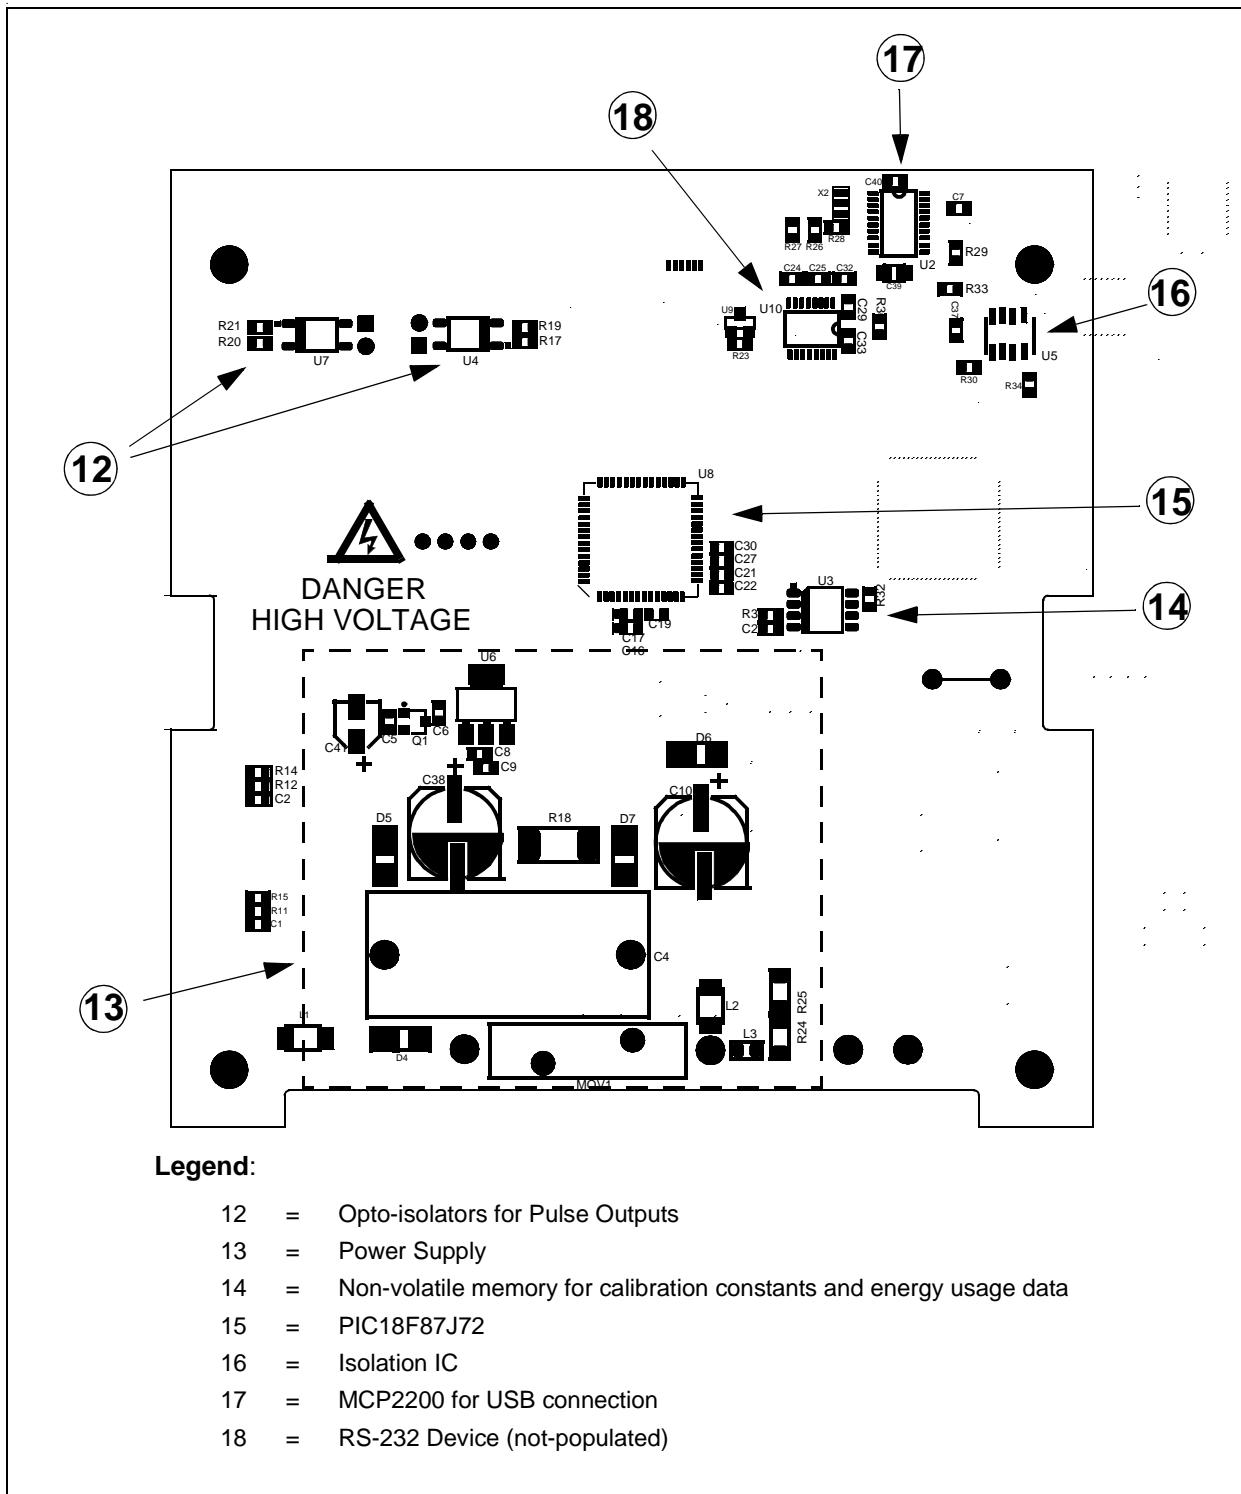 17
18
C40
X2
C7
R27
R26
R28
U2
R29
C24
C25
C32
C39
R33
16
U9
U10
C29
R3
C37
R21
R20
U7
R19
R17
U4
R23
C33
U5
R30
R34
12
U8
15
C30
C27
C21
C22
DANGER
HIGH VOLTAGE
U3
R32
14
R3
C2
C19
C17
C16
U6
C41
C5
Q1
C6
D6
C8
C9
R14
R12
C2
C38
C10
D5
R18
D7
R15
R11
C1
C4
13
L1
L2
R25
D4
L3
R24
MOV1
Legend:
12 = Opto-isolators for Pulse Outputs
13 = Power Supply
14 = Non-volatile memory for calibration constants and energy usage data
15 = PIC18F87J72
16 = Isolation IC
17 = MCP2200 for USB connection
18 = RS-232 Device (not-populated)